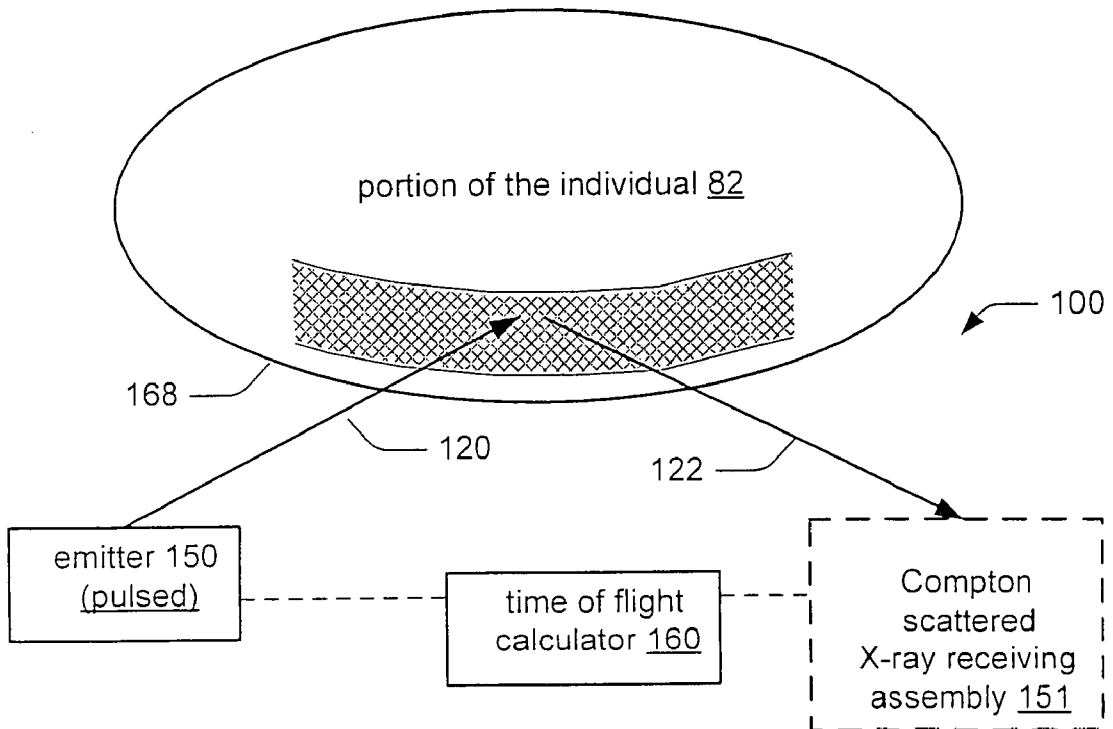 portion of the individual 82
100
168
120
122
emitter 150
(pulsed)
time of flight
calculator 160
Compton
scattered
X-ray receiving
assembly 151